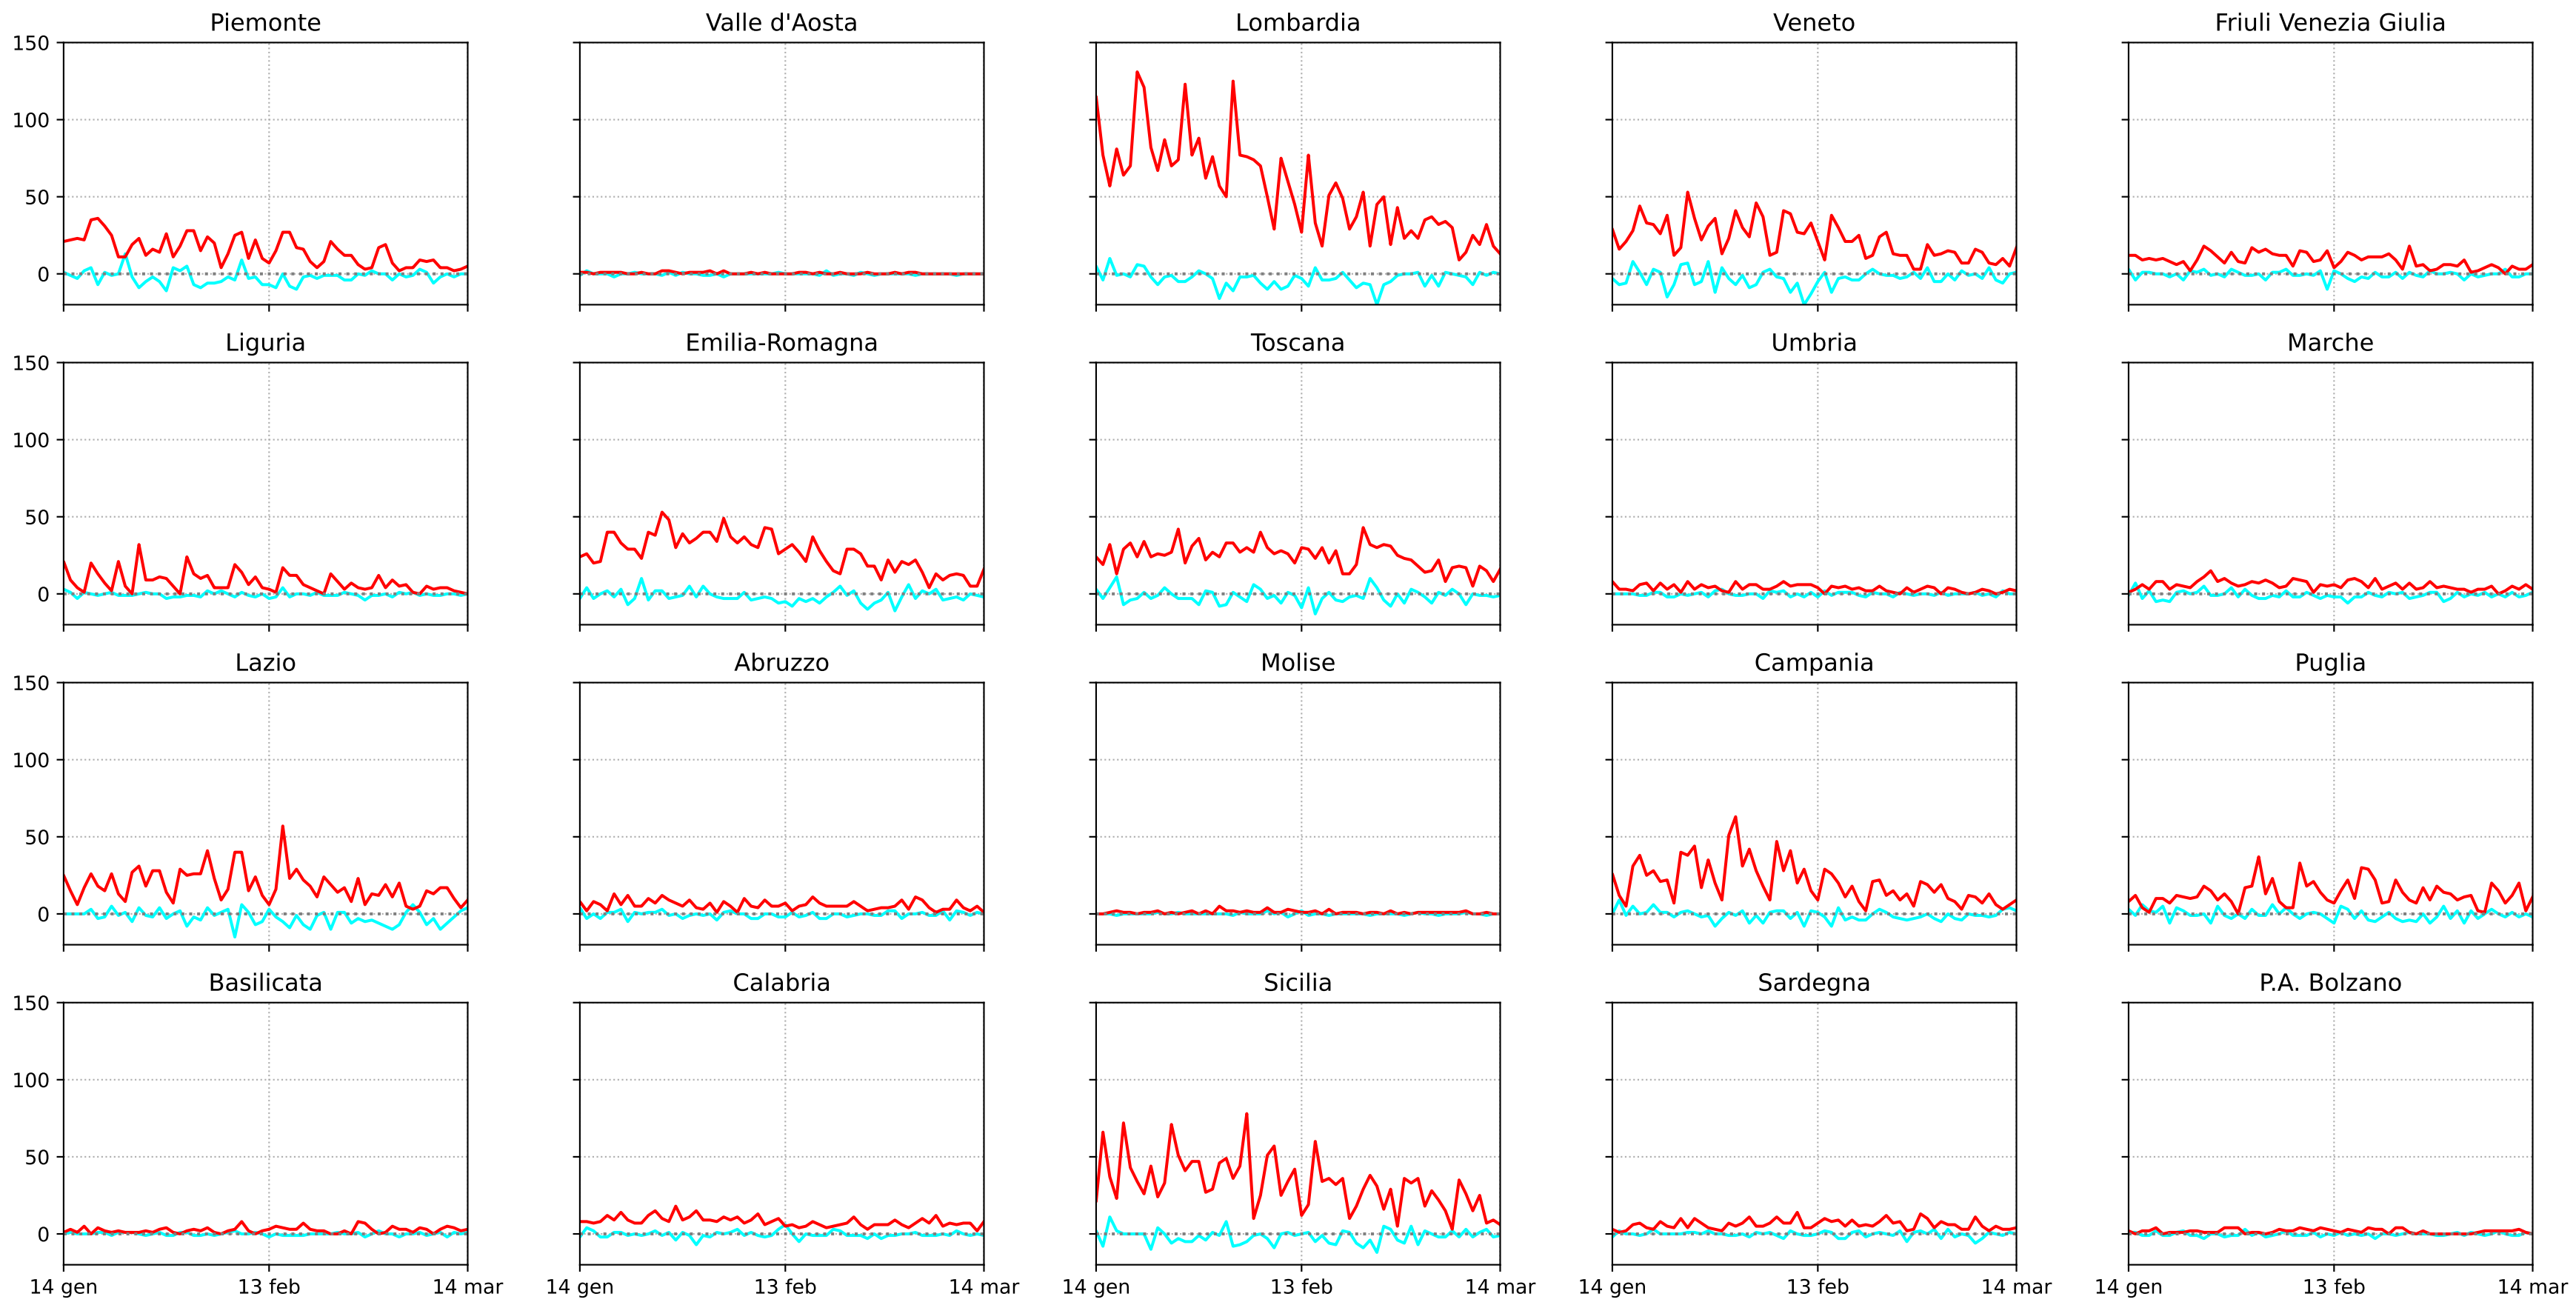 Piemonte
Valle d'Aosta
Lombardia
Veneto
Friuli Venezia Giulia
150
100
50
0
Liguria
Emilia-Romagna
Toscana
Umbria
Marche
150
100
50
0
Lazio
Abruzzo
Molise
Campania
Puglia
150
100
50
0
Basilicata
Calabria
Sicilia
Sardegna
P.A. Bolzano
150
100
50
0
14 gen 13 feb 14 mar
14 gen 13 feb 14 mar
14 gen 13 feb 14 mar
14 gen 13 feb 14 mar
14 gen 13 feb 14 mar